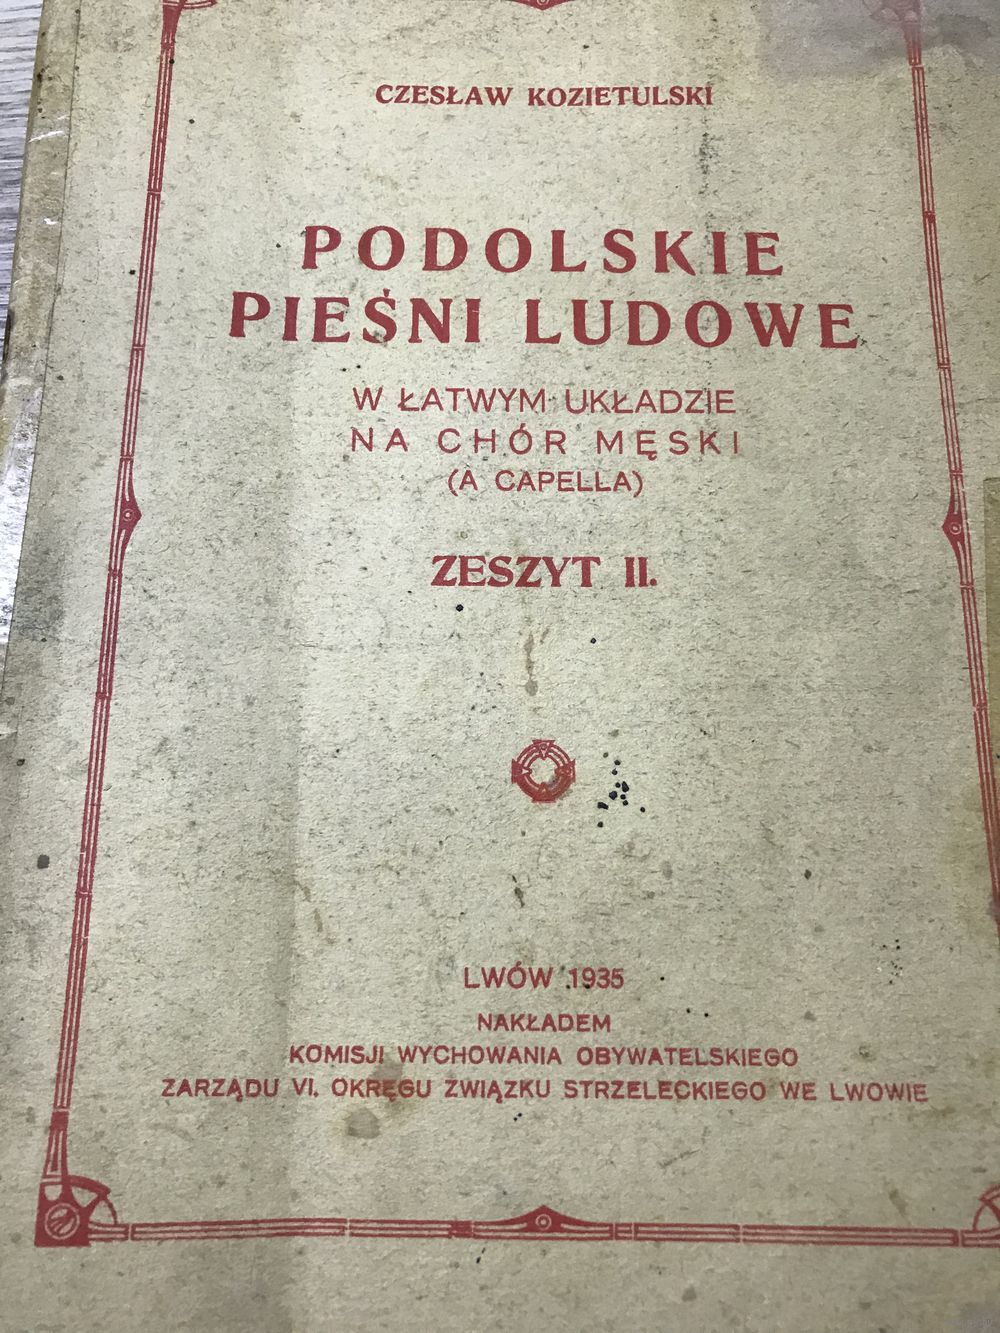 CZESŁAW KOZIETULSKI
PODOLSKIE
PIEŚNI LUDOWE
W ŁATWYM UKŁADZIE
NA CHÓR MĘSKI
(A CAPELLA)
ZESZYT II.
LWÓW 1935
NAKŁADEM
KOMISJI WYCHOWANIA OBYWATELSKIEGO
ZARZĄDU VI. OKRĘGU ZWIĄZKU STRZELECKIEGO WE LWOWIE